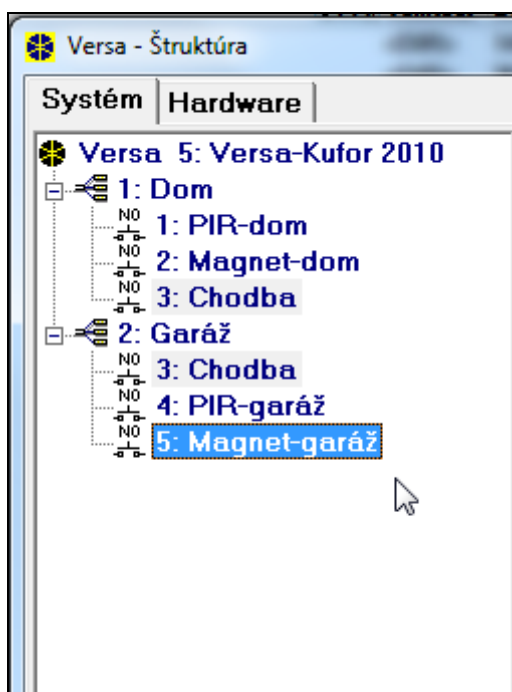 Versa - Štruktúra
Systém Hardware
Versa 5: Versa-Kufor 2010
1: Dom
NO 1: PIR-dom
NO 2: Magnet-dom
NO 3: Chodba
2: Garáž
NO 3: Chodba
NO 4: PIR-garáž
NO 5: Magnet-garáž